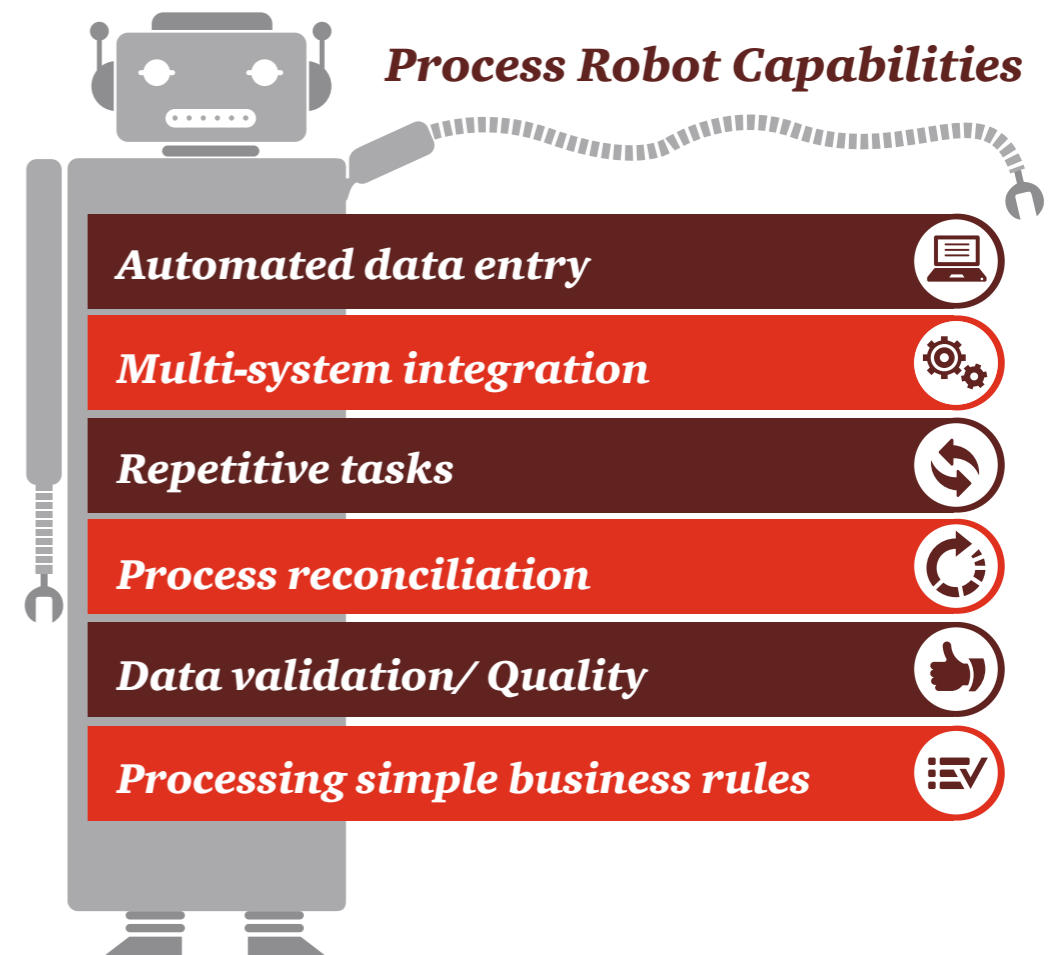 Process Robot Capabilities
Automated data entry
Multi-system integration
Repetitive tasks
Process reconciliation
Data validation/ Quality
Processing simple business rules